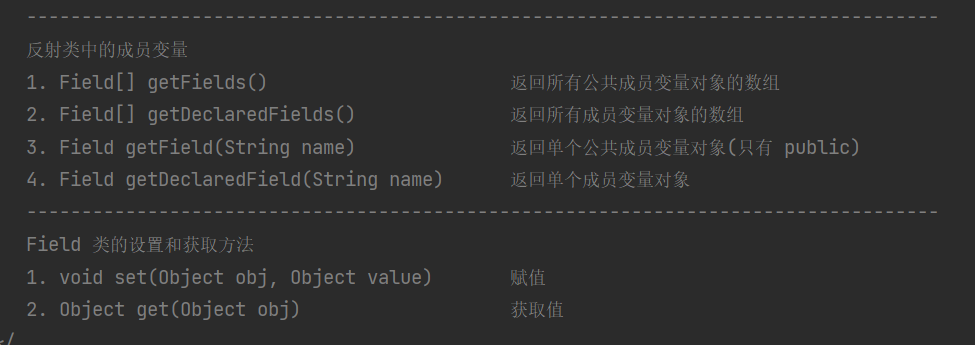 ----------------------------------------------------------------------------------
反射类中的成员变量
1. Field[] getFields() 返回所有公共成员变量对象的数组
2. Field[] getDeclaredFields() 返回所有成员变量对象的数组
3. Field getField(String name) 返回单个公共成员变量对象(只有 public)
4. Field getDeclaredField(String name) 返回单个成员变量对象
----------------------------------------------------------------------------------
Field 类的设置和获取方法
1. void set(Object obj, Object value) 赋值
2. Object get(Object obj) 获取值